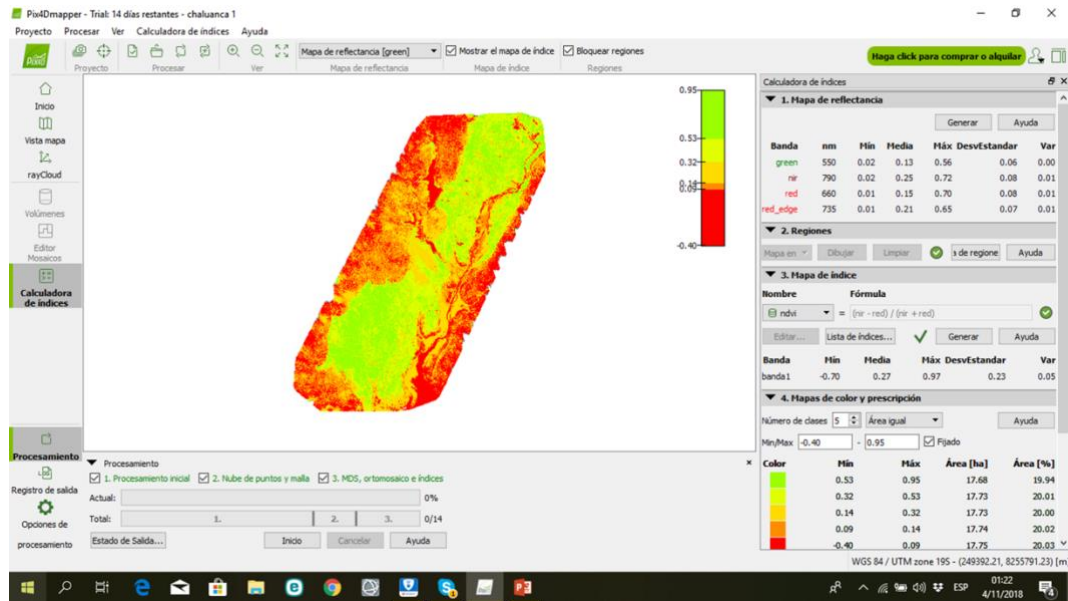 Pix4Dmapper - Trial: 14 días restantes - chaluanca 1
Proyecto Procesar Ver Calculadora de índices Ayuda
Mapa de reflectancia [green] Mostrar el mapa de índice Bloquear regiones
Haga click para comprar o alquilar
Proyecto Procesar Ver Mapa de reflectancia Mapa de índice Regiones
Inicio
Vista mapa
rayCloud
Volúmenes
Editor
Mosaicos
Calculadora
de índices
Procesamiento
Registro de salida
Opciones de
procesamiento
0.95
0.53
0.32
0.14
0.09
-0.40
Calculadora de índices
1. Mapa de reflectancia
Generar Ayuda
Banda nm Mín Media Máx DesvEstandar Var
green 550 0.02 0.13 0.56 0.06 0.00
nir 790 0.02 0.25 0.72 0.08 0.01
red 660 0.01 0.15 0.70 0.08 0.01
red_edge 735 0.01 0.21 0.65 0.07 0.01
2. Regiones
Mapa en Dibujar Limpiar s de regione Ayuda
3. Mapa de índice
Nombre Fórmula
ndvi = (nir - red) / (nir + red)
Editar... Lista de índices... Generar Ayuda
Banda Mín Media Máx DesvEstandar Var
banda1 -0.70 0.27 0.97 0.23 0.05
4. Mapas de color y prescripción
Número de clases 5 Área igual Ayuda
Min/Max -0.40 - 0.95 Fijado
Color Mín Máx Área [ha] Área [%]
0.53 0.95 17.68 19.94
0.32 0.53 17.73 20.01
0.14 0.32 17.73 20.00
0.09 0.14 17.74 20.02
-0.40 0.09 17.75 20.03
Procesamiento
1. Procesamiento inicial 2. Nube de puntos y malla 3. MDS, ortomosaico e índices
Actual: 0%
Total: 1. 2. 3. 0/14
Estado de Salida... Inicio Cancelar Ayuda
WGS 84 / UTM zone 19S - (249392.21, 8255791.23) [m
ESP
01:22
4/11/2018